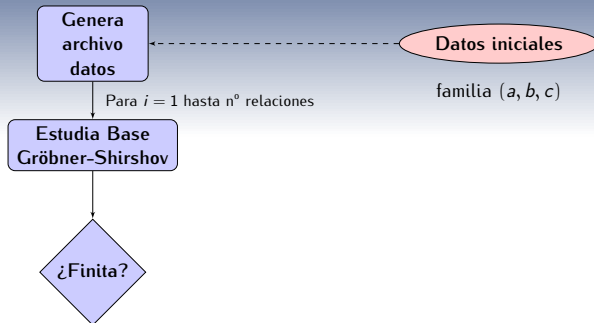 Genera
archivo
datos
Datos iniciales
familia (a, b, c)
Para i = 1 hasta nº relaciones
Estudia Base
Gröbner-Shirshov
¿Finita?